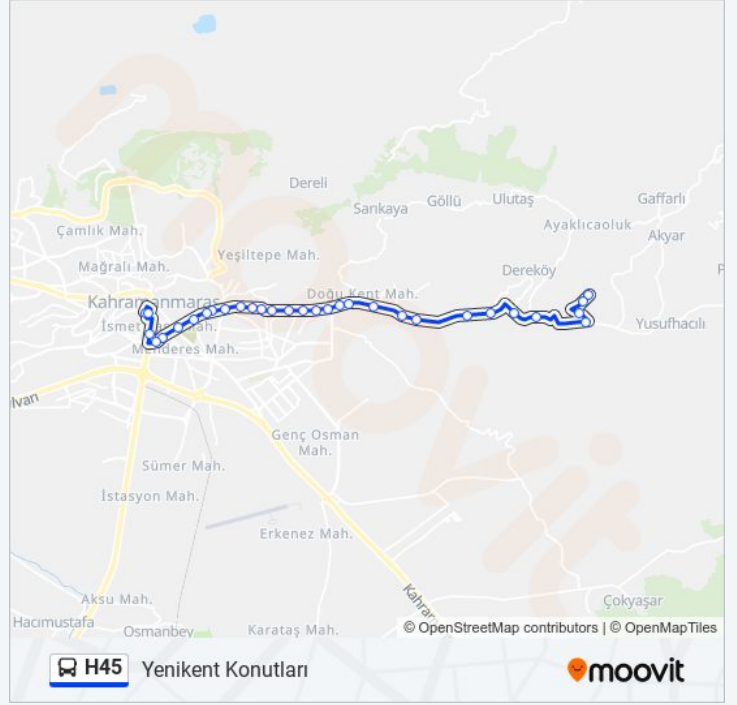 Dereli
Sarıkaya
Göllü
Ulutaş
Gaffarlı
Çamlık Mah.
Ayaklıcaoluk
Akyar
Yeşiltepe Mah.
Mağralı Mah.
Dereköy
Doğu Kent Mah.
Kahramanmaraş
Yusufhacılı
Menderes Mah.
Genç Osman
Mah.
Sümer Mah.
İstasyon Mah.
Erkenez Mah.
Aksu Mah.
Çokyaşar
Hacımustafa
Osmanbey
Karataş Mah.
© OpenStreetMap contributors | © OpenMapTiles
H45 Yenikent Konutları
moovit